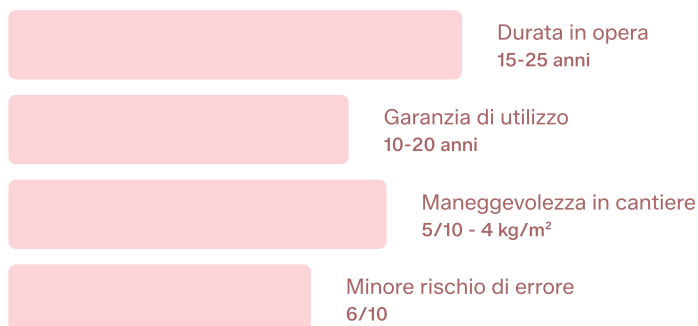 Durata in opera
15-25 anni
Garanzia di utilizzo
10-20 anni
Maneggevolezza in cantiere
5/10 - 4 kg/m²
Minore rischio di errore
6/10